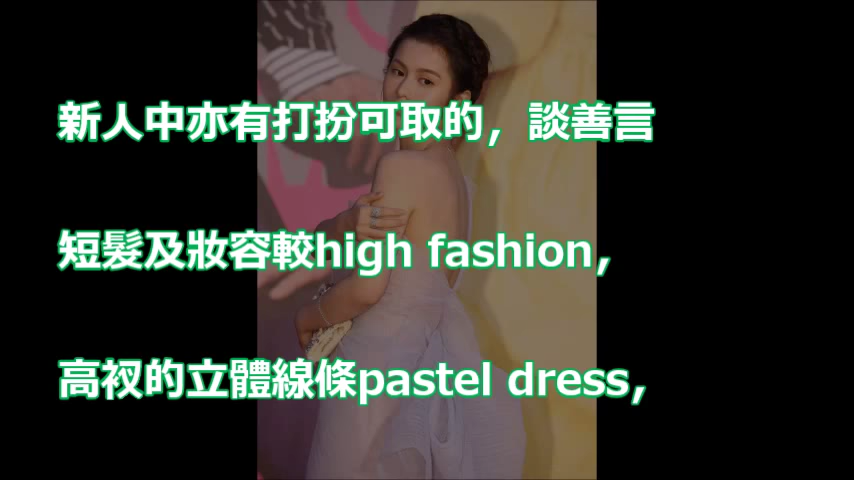 新人中亦有打扮可取的，談善言
短髮及妝容較high fashion，
高衩的立體線條pastel dress，